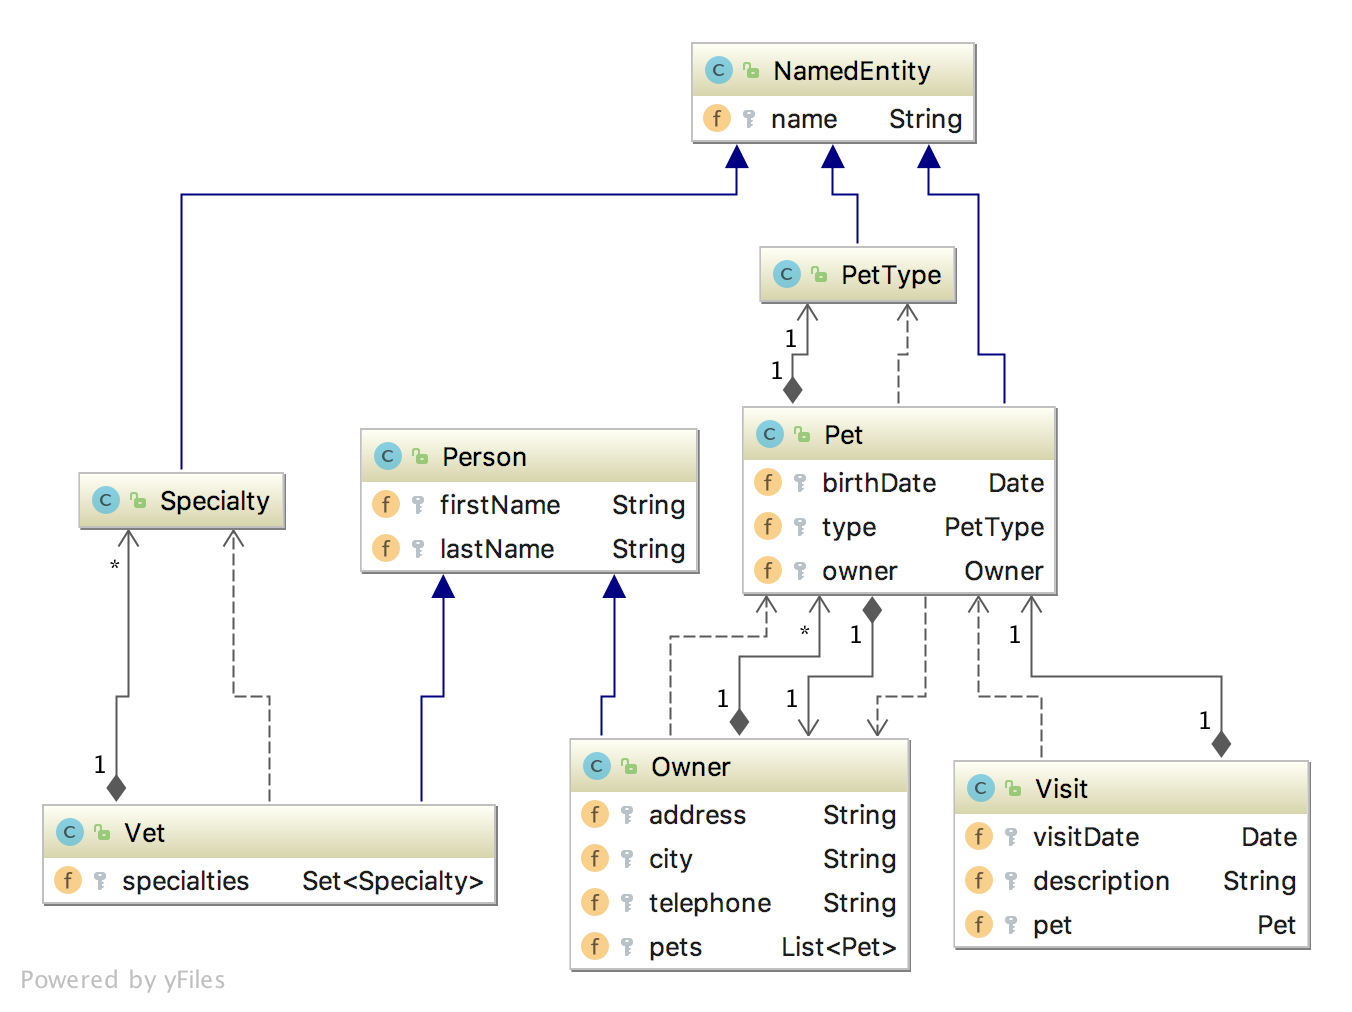 C NamedEntity
f name String
C PetType
1
1
C Pet
f birthDate Date
f type PetType
f owner Owner
C Person
f firstName String
f lastName String
C Specialty
*
1
* 1 1
1 1 1
C Owner
f address String
f city String
f telephone String
f pets List<Pet>
C Visit
f visitDate Date
f description String
f pet Pet
C Vet
f specialties Set<Specialty>
Powered by yFiles